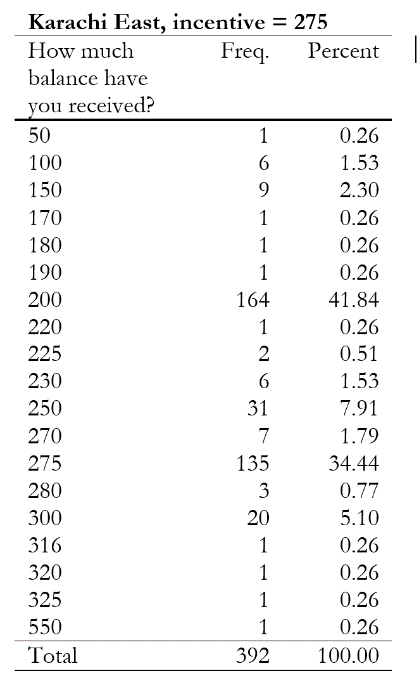 Karachi East, incentive = 275
How much Freq. Percent
balance have
you received?
50 1 0.26
100 6 1.53
150 9 2.30
170 1 0.26
180 1 0.26
190 1 0.26
200 164 41.84
220 1 0.26
225 2 0.51
230 6 1.53
250 31 7.91
270 7 1.79
275 135 34.44
280 3 0.77
300 20 5.10
316 1 0.26
320 1 0.26
325 1 0.26
550 1 0.26
Total 392 100.00